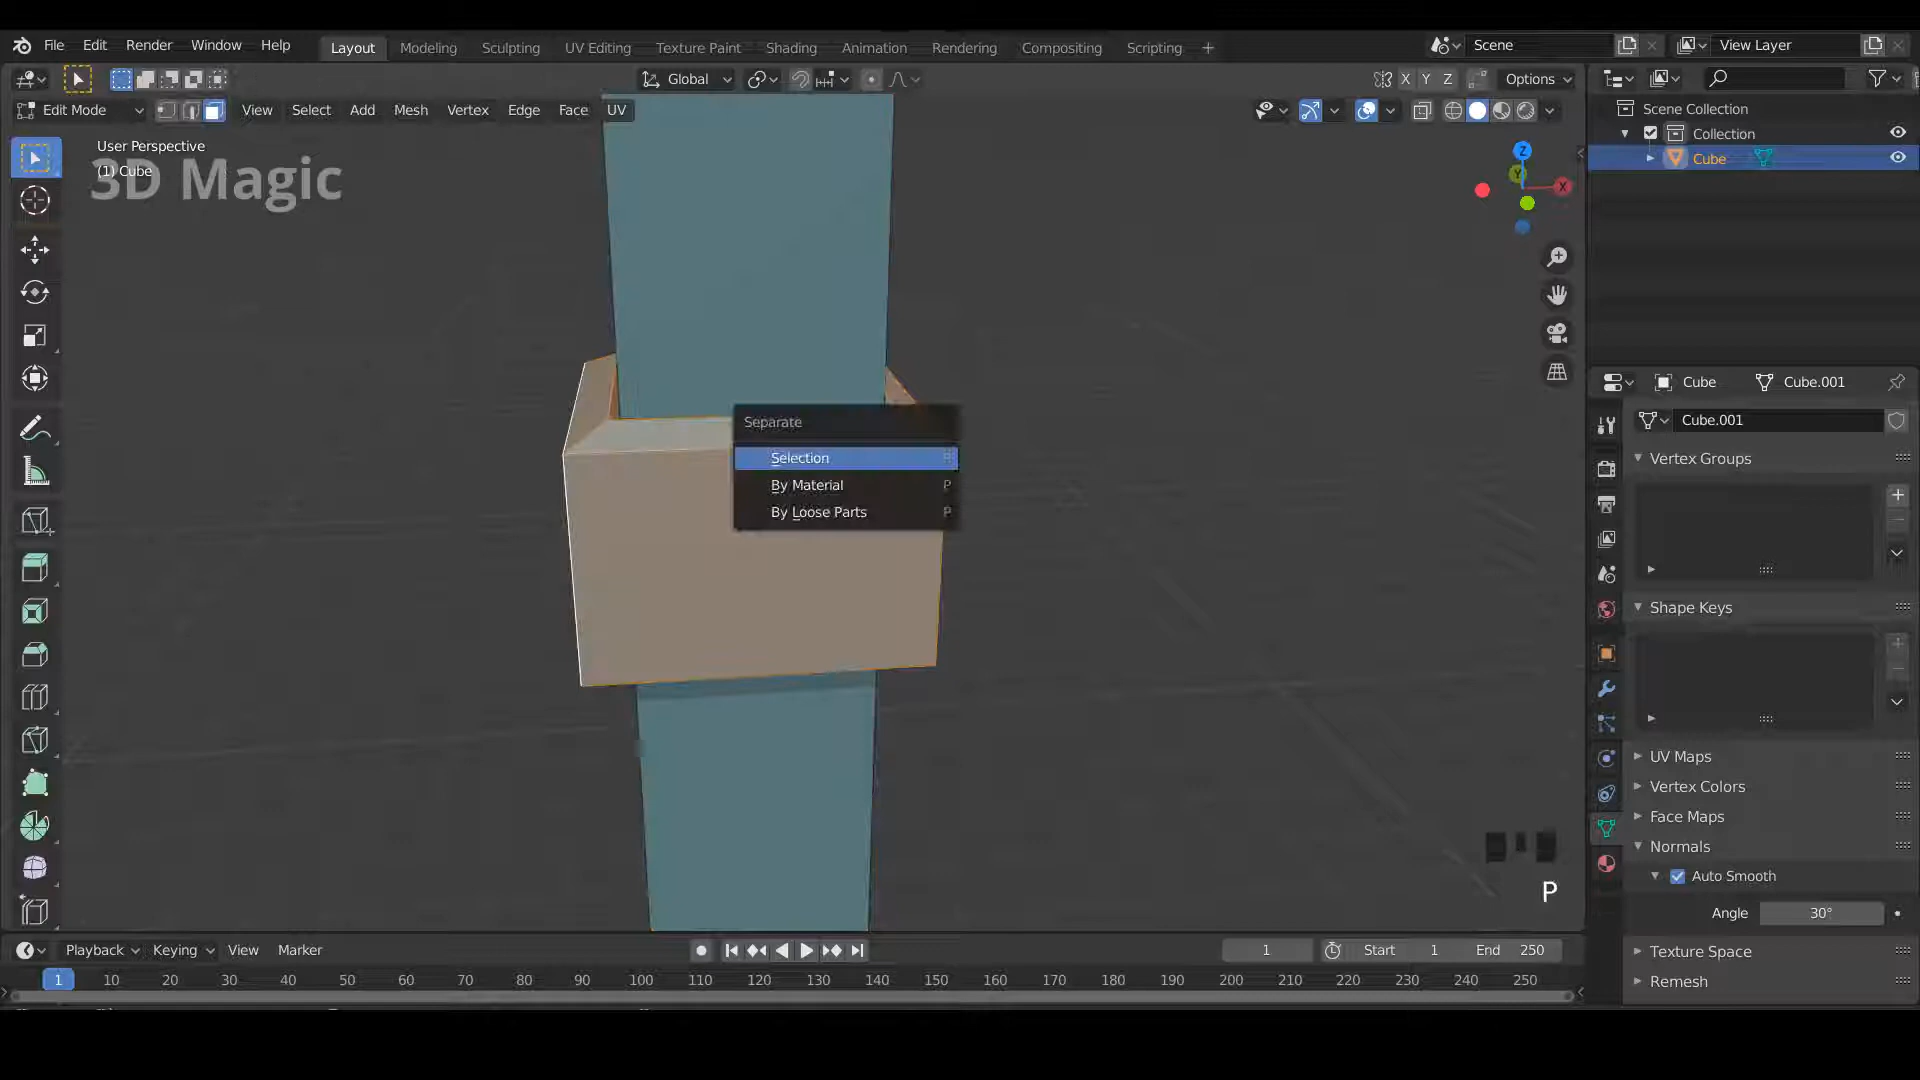 File Edit Render Window Help Layout Modeling Sculpting UV Editing Texture Paint Shading Animation Rendering Compositing Scripting + Scene View Layer
Global X Y Z Options
Edit Mode View Select Add Mesh Vertex Edge Face UV
User Perspective
(1) Cube
3D Magic
Z
Y
X
Separate
Selection
By Material P
By Loose Parts P
P
Scene Collection
Collection
Cube
Cube Cube.001
Cube.001
Vertex Groups
Shape Keys
UV Maps
Vertex Colors
Face Maps
Normals
Auto Smooth
Angle 30°
Texture Space
Remesh
Playback Keying View Marker 1 Start 1 End 250
1 10 20 30 40 50 60 70 80 90 100 110 120 130 140 150 160 170 180 190 200 210 220 230 240 250